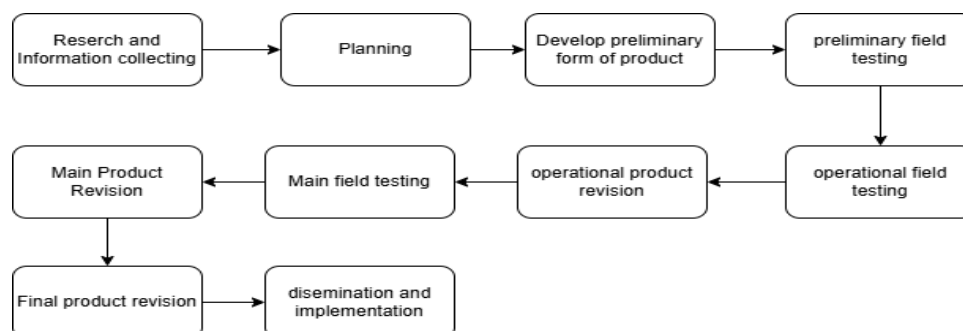 Reserch and
Information collecting
Planning
Develop preliminary
form of product
preliminary field
testing
operational field
testing
operational product
revision
Main field testing
Main Product
Revision
Final product revision
disemination and
implementation